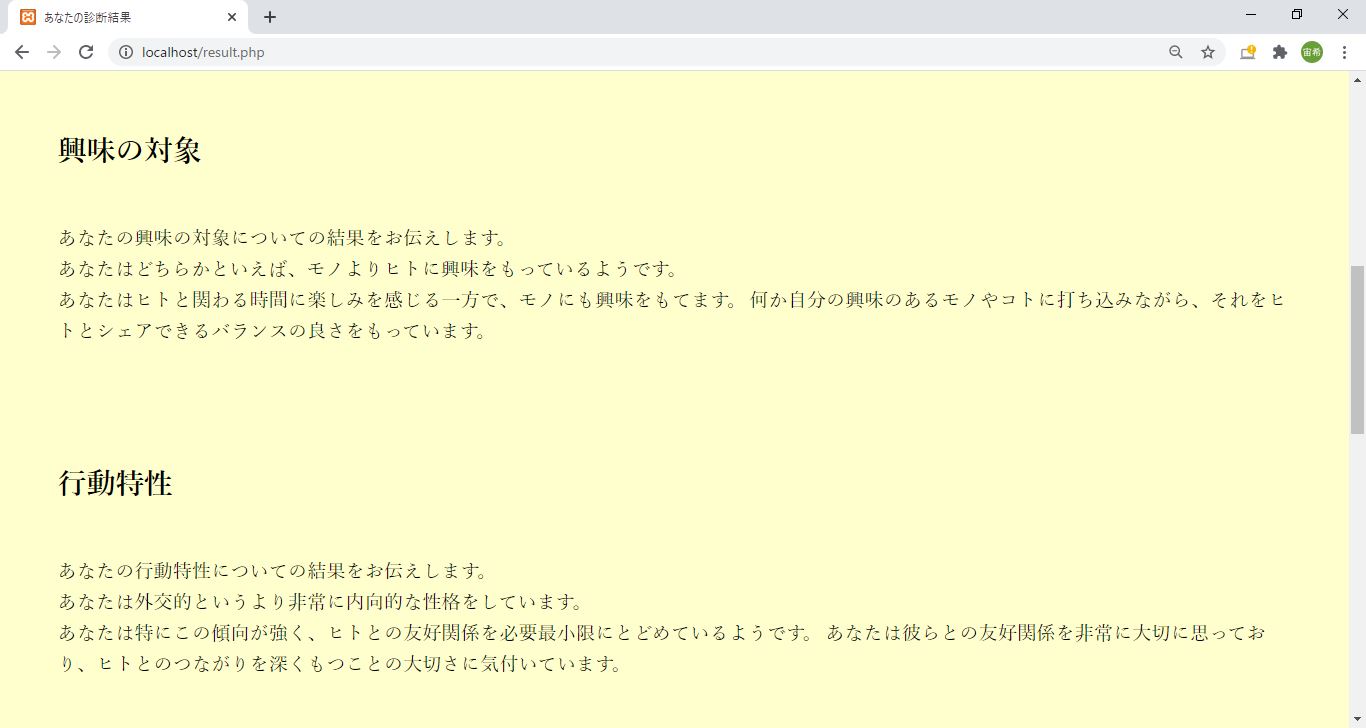 あなたの診断結果
localhost/result.php
宙希
興味の対象
あなたの興味の対象についての結果をお伝えします。
あなたはどちらかといえば、モノよりヒトに興味をもっているようです。
あなたはヒトと関わる時間に楽しみを感じる一方で、モノにも興味をもてます。 何か自分の興味のあるモノやコトに打ち込みながら、それをヒ
トとシェアできるバランスの良さをもっています。
行動特性
あなたの行動特性についての結果をお伝えします。
あなたは外交的というより非常に内向的な性格をしています。
あなたは特にこの傾向が強く、ヒトとの友好関係を必要最小限にとどめているようです。 あなたは彼らとの友好関係を非常に大切に思ってお
り、ヒトとのつながりを深くもつことの大切さに気付いています。